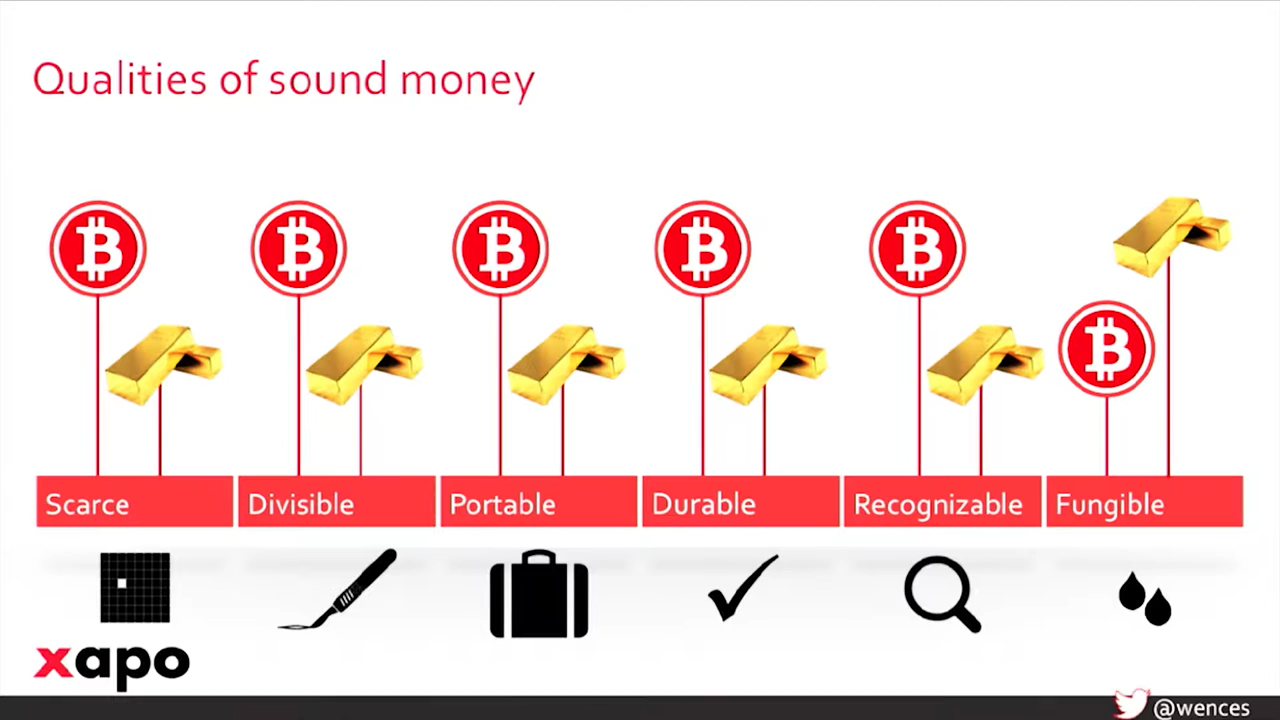 Qualities of sound money
Scarce
Divisible
Portable
Durable
Recognizable
Fungible
xapo
@wences